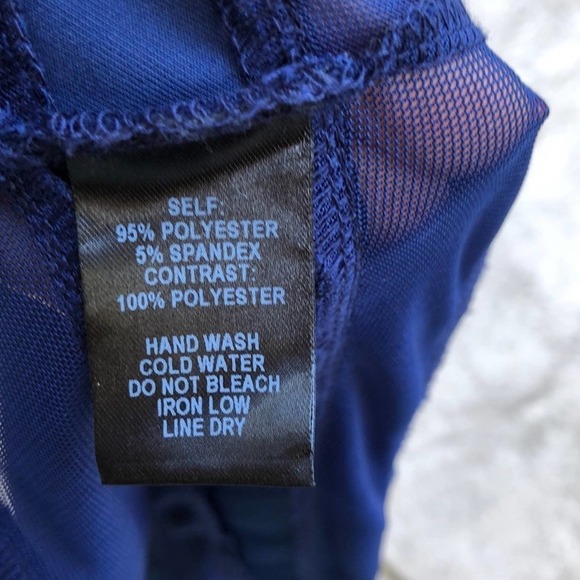 SELF:
95% POLYESTER
5% SPANDEX
CONTRAST:
100% POLYESTER
HAND WASH
COLD WATER
DO NOT BLEACH
IRON LOW
LINE DRY